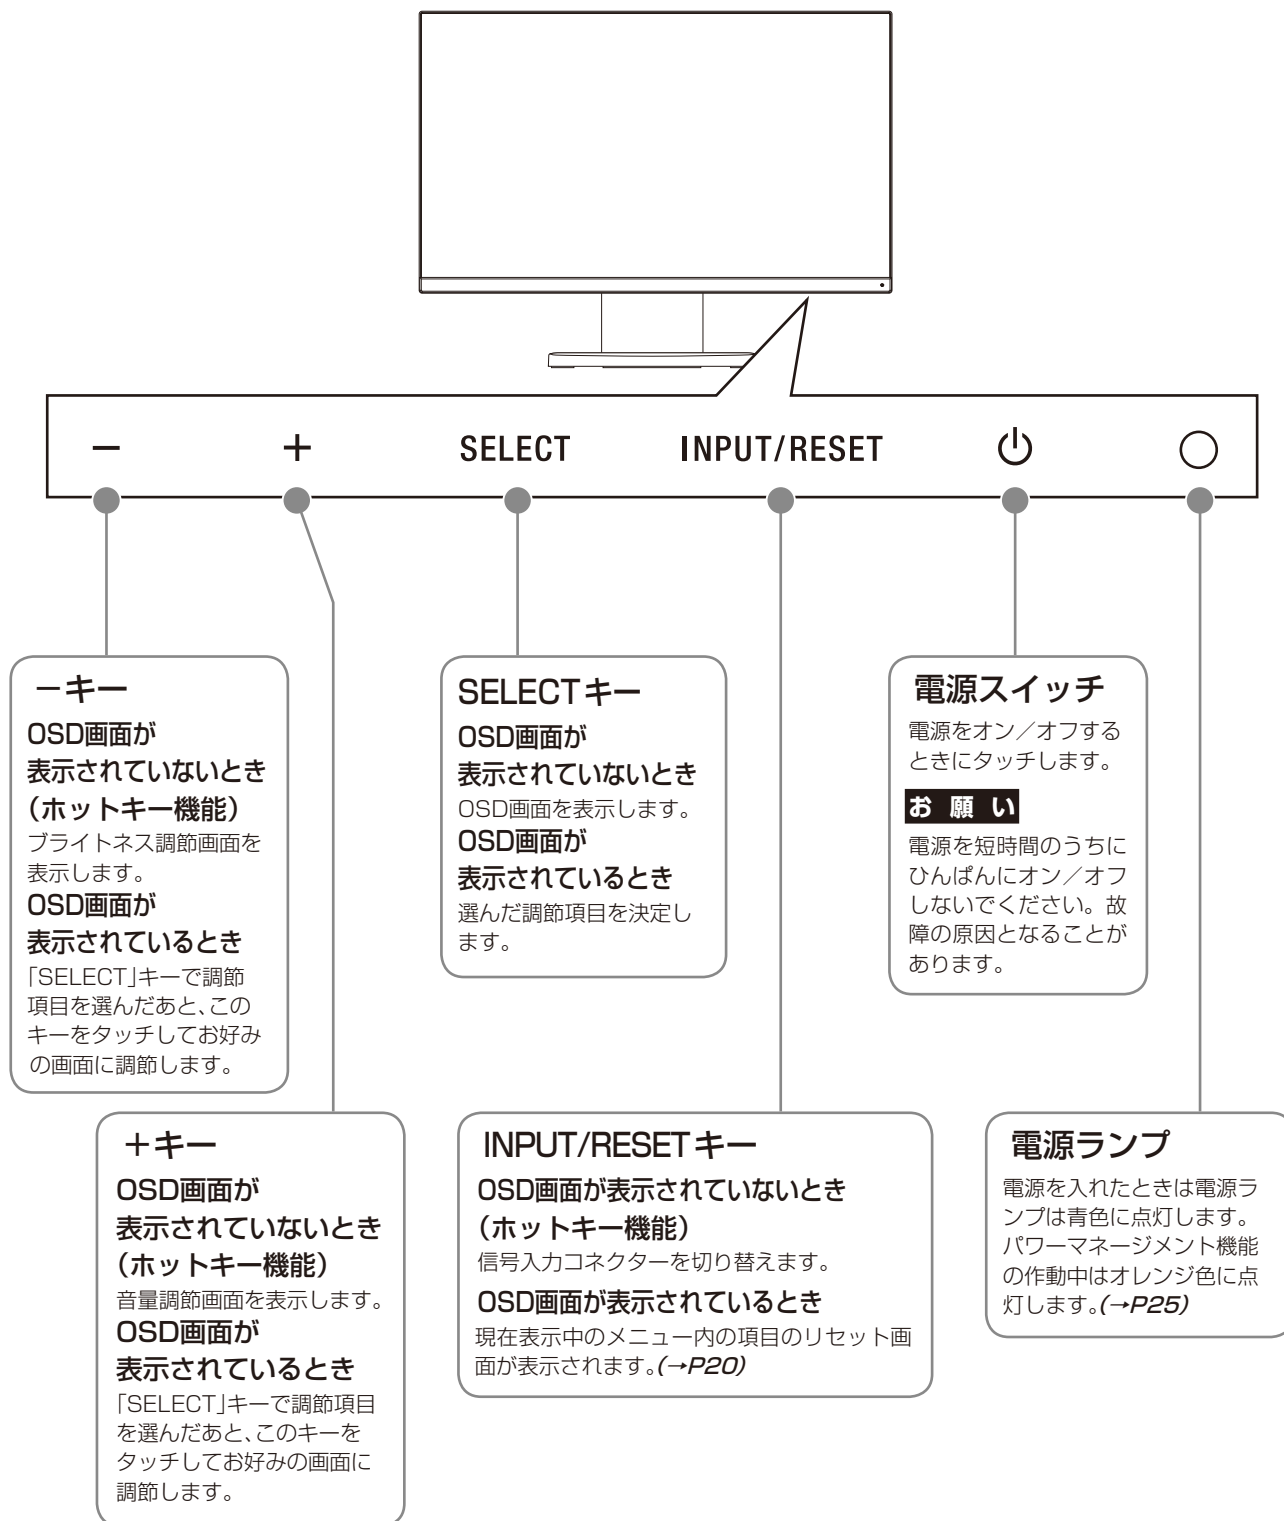 − + SELECT INPUT/RESET
−キー
OSD画面が
表示されていないとき
(ホットキー機能)
ブライトネス調節画面を
表示します。
OSD画面が
表示されているとき
「SELECT」キーで調節
項目を選んだあと、この
キーをタッチしてお好み
の画面に調節します。
SELECTキー
OSD画面が
表示されていないとき
OSD画面を表示します。
OSD画面が
表示されているとき
選んだ調節項目を決定し
ます。
電源スイッチ
電源をオン／オフする
ときにタッチします。
お願い
電源を短時間のうちに
ひんぱんにオン／オフ
しないでください。故
障の原因となることが
あります。
＋キー
OSD画面が
表示されていないとき
(ホットキー機能)
音量調節画面を表示します。
OSD画面が
表示されているとき
「SELECT」キーで調節項目
を選んだあと、このキーを
タッチしてお好みの画面に
調節します。
INPUT/RESETキー
OSD画面が表示されていないとき
(ホットキー機能)
信号入力コネクターを切り替えます。
OSD画面が表示されているとき
現在表示中のメニュー内の項目のリセット画
面が表示されます。(→P20)
電源ランプ
電源を入れたときは電源ラ
ンプは青色に点灯します。
パワーマネージメント機能
の作動中はオレンジ色に点
灯します。(→P25)